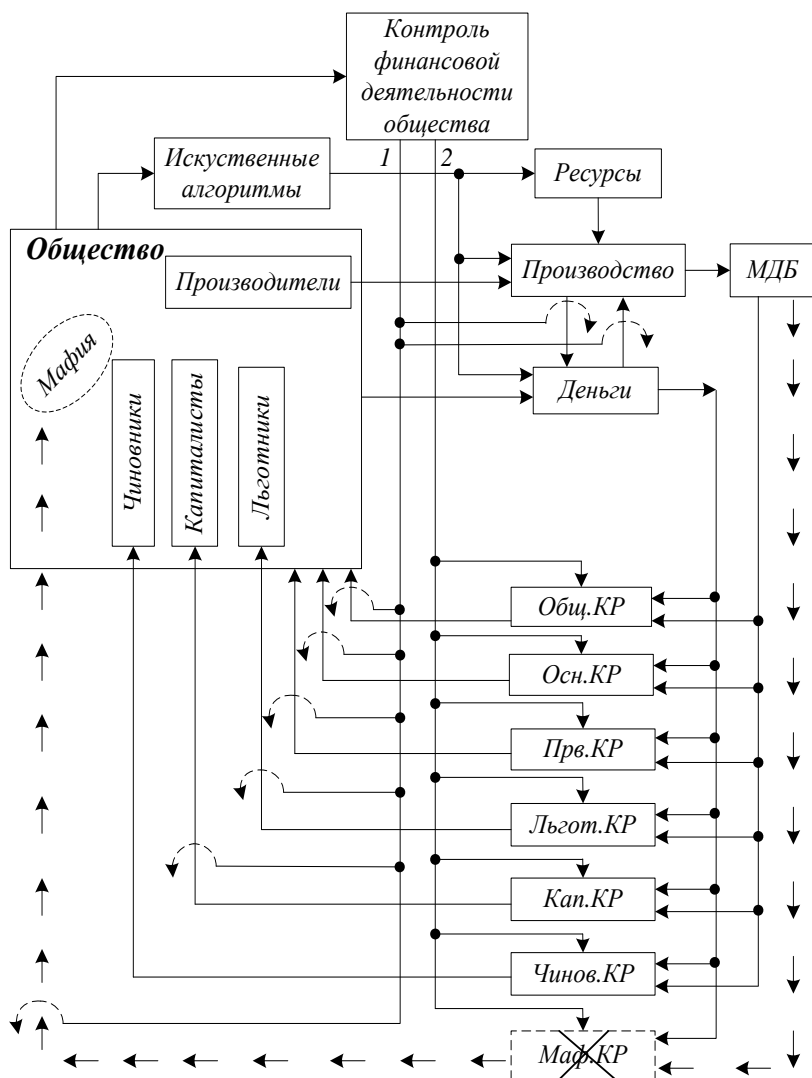 Контроль
финансовой
деятельности
общества
1
2
Искуственные
алгоритмы
Ресурсы
Общество
Производители
Производство
МДБ
Мафия
Деньги
Чиновники
Капиталисты
Льготники
Общ.КР
Осн.КР
Прв.КР
Льгот.КР
Кап.КР
Чинов.КР
Маф.КР